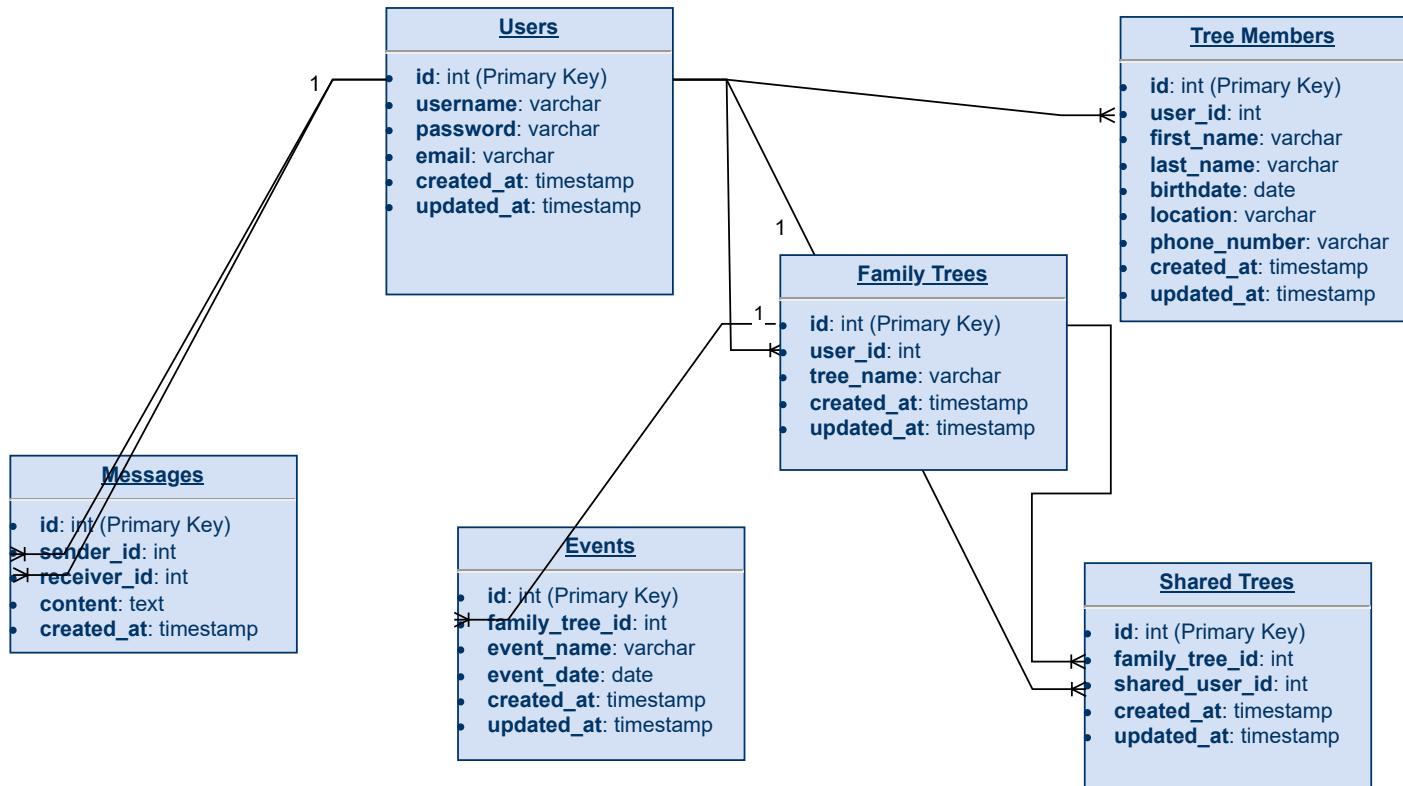 Users
id: int (Primary Key)
username: varchar
password: varchar
email: varchar
created_at: timestamp
updated_at: timestamp
Tree Members
id: int (Primary Key)
user_id: int
first_name: varchar
last_name: varchar
birthdate: date
location: varchar
phone_number: varchar
created_at: timestamp
updated_at: timestamp
1
1
1
Family Trees
id: int (Primary Key)
user_id: int
tree_name: varchar
created_at: timestamp
updated_at: timestamp
Messages
id: int (Primary Key)
sender_id: int
receiver_id: int
content: text
created_at: timestamp
Events
id: int (Primary Key)
family_tree_id: int
event_name: varchar
event_date: date
created_at: timestamp
updated_at: timestamp
Shared Trees
id: int (Primary Key)
family_tree_id: int
shared_user_id: int
created_at: timestamp
updated_at: timestamp